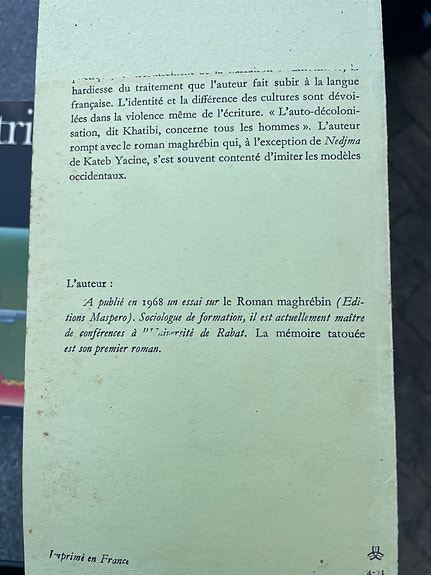 hardiesse du traitement que l'auteur fait subir à la langue
française. L'identité et la différence des cultures sont dévoi-
lées dans la violence même de l'écriture. « L'auto-décoloni-
sation, dit Khatibi, concerne tous les hommes ». L'auteur
rompt avec le roman maghrébin qui, à l'exception de Nedjma
de Kateb Yacine, s'est souvent contenté d'imiter les modèles
occidentaux.
tri
L'auteur :
A publié en 1968 un essai sur le Roman maghrébin (Edi-
tions Maspero). Sociologue de formation, il est actuellement maître
de conférences à l'Université de Rabat. La mémoire tatouée
est son premier roman.
Imprimé en France
4-71